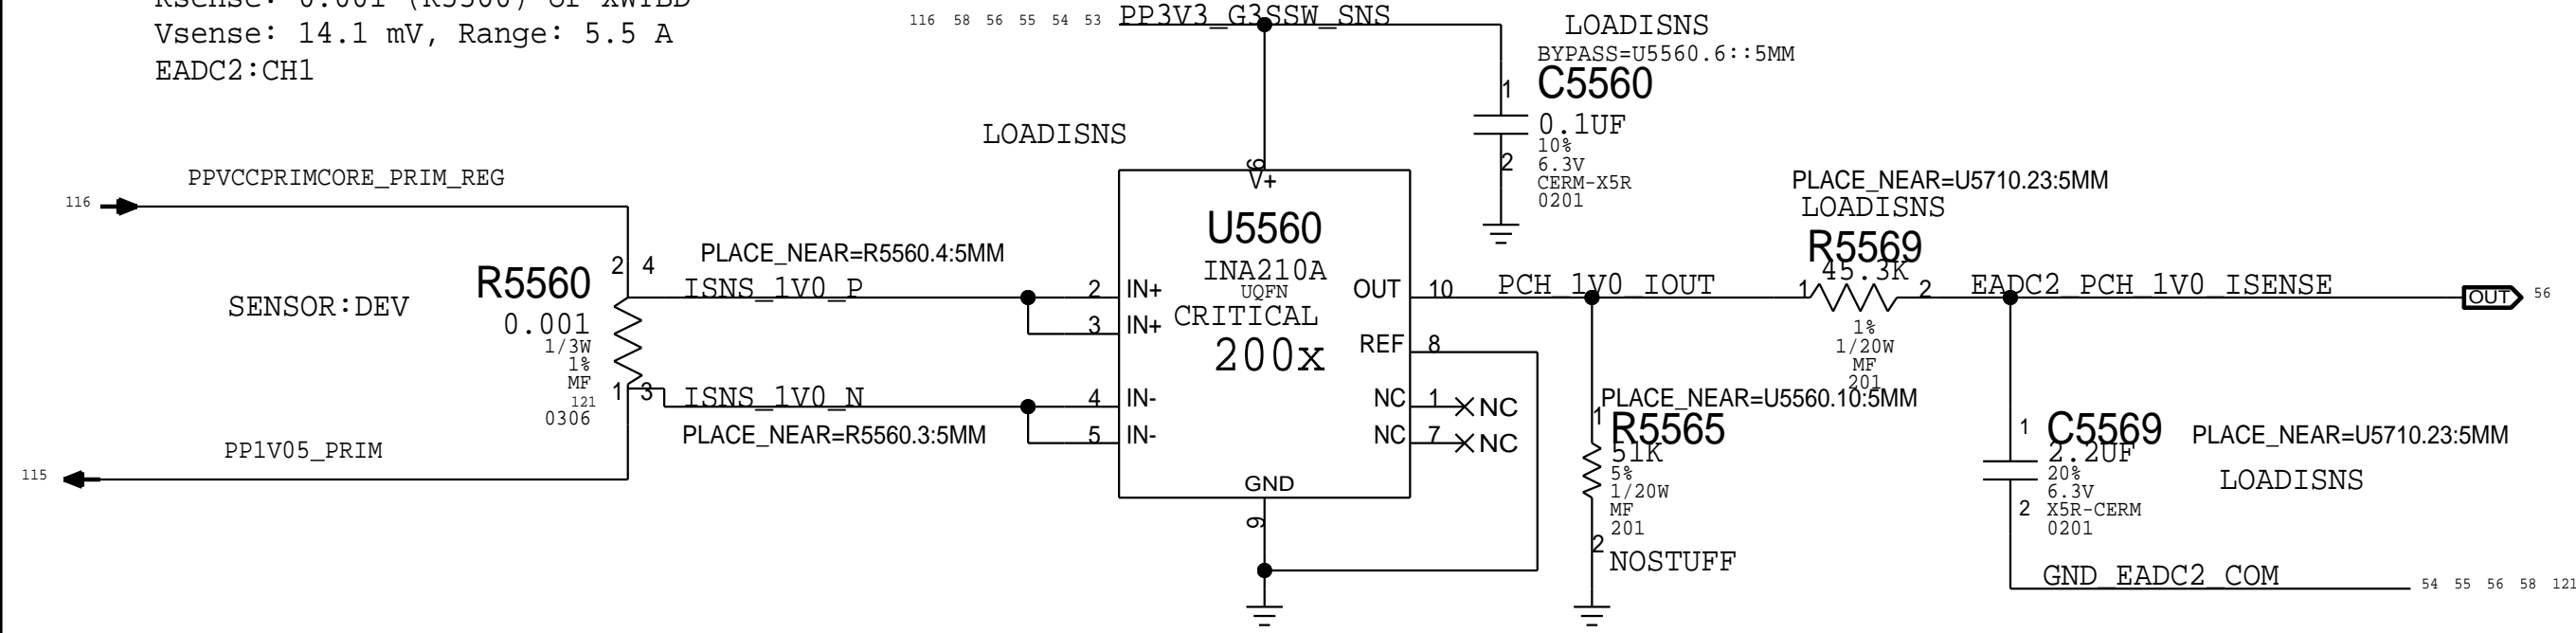 Rsense: 0.001 (R5560) or XWTBD
Vsense: 14.1 mV, Range: 5.5 A
EADC2:CH1
116 58 56 55 54 53 PP3V3_G3SSW_SNS
LOADISNS
BYPASS=U5560.6::5MM
C5560
1
0.1UF
10%
2
6.3V
CERM-X5R
0201
LOADISNS
PPVCCPRIMCORE_PRIM_REG
116
SENSOR:DEV
R5560
0.001
1/3W
1%
MF
121
0306
2 4
1 3
PLACE_NEAR=R5560.4:5MM
ISNS_1V0_P
ISNS_1V0_N
PLACE_NEAR=R5560.3:5MM
PP1V05_PRIM
115
6
V+
U5560
INA210A
UQFN
CRITICAL
200x
2 IN+
3 IN+
4 IN-
5 IN-
OUT 10
REF 8
NC 1 NC
NC 7 NC
GND
9
PCH_1V0_IOUT
PLACE_NEAR=U5710.23:5MM
LOADISNS
R5569
45.3K
1 2
1%
1/20W
MF
201
EADC2_PCH_1V0_ISENSE
OUT 56
PLACE_NEAR=U5560.10:5MM
1
R5565
51K
5%
1/20W
MF
201
2
NOSTUFF
1
C5569
2.2UF
20%
6.3V
2 X5R-CERM
0201
PLACE_NEAR=U5710.23:5MM
LOADISNS
GND_EADC2_COM 54 55 56 58 121